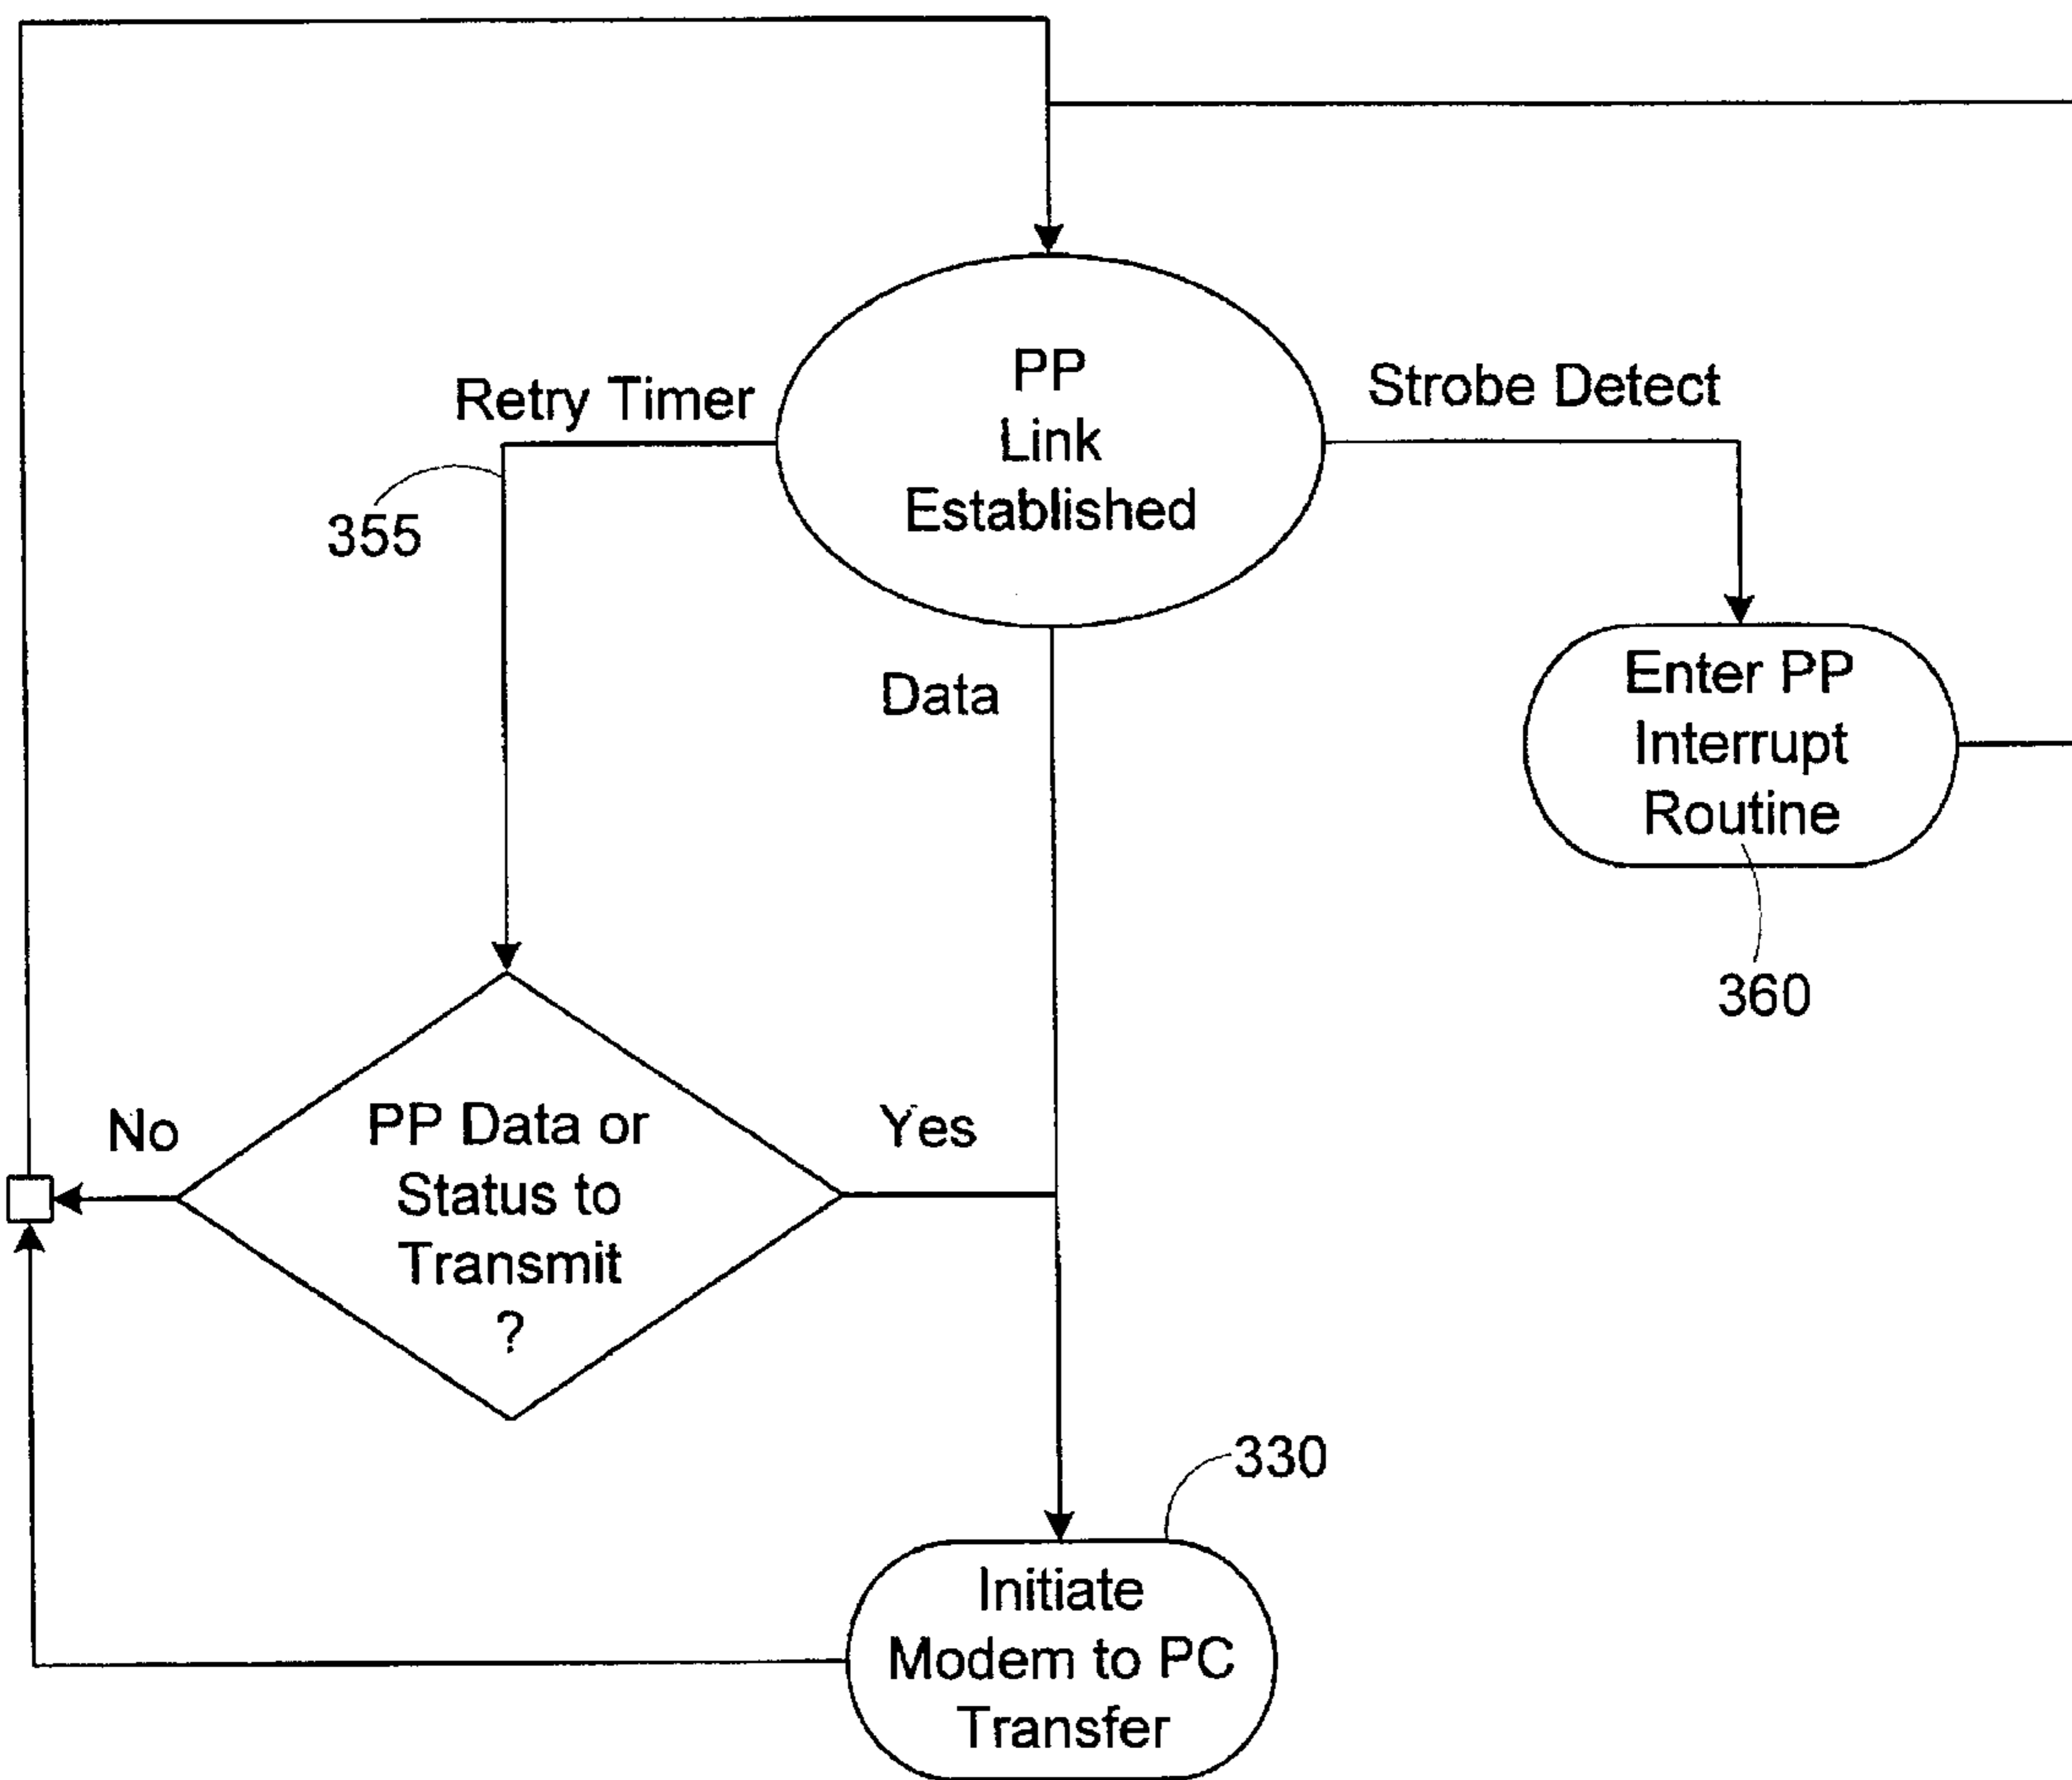 PP
Link
Established
Retry Timer
Strobe Detect
355
Data
Enter PP
Interrupt
Routine
360
No
PP Data or
Status to
Transmit
?
Yes
330
Initiate
Modem to PC
Transfer